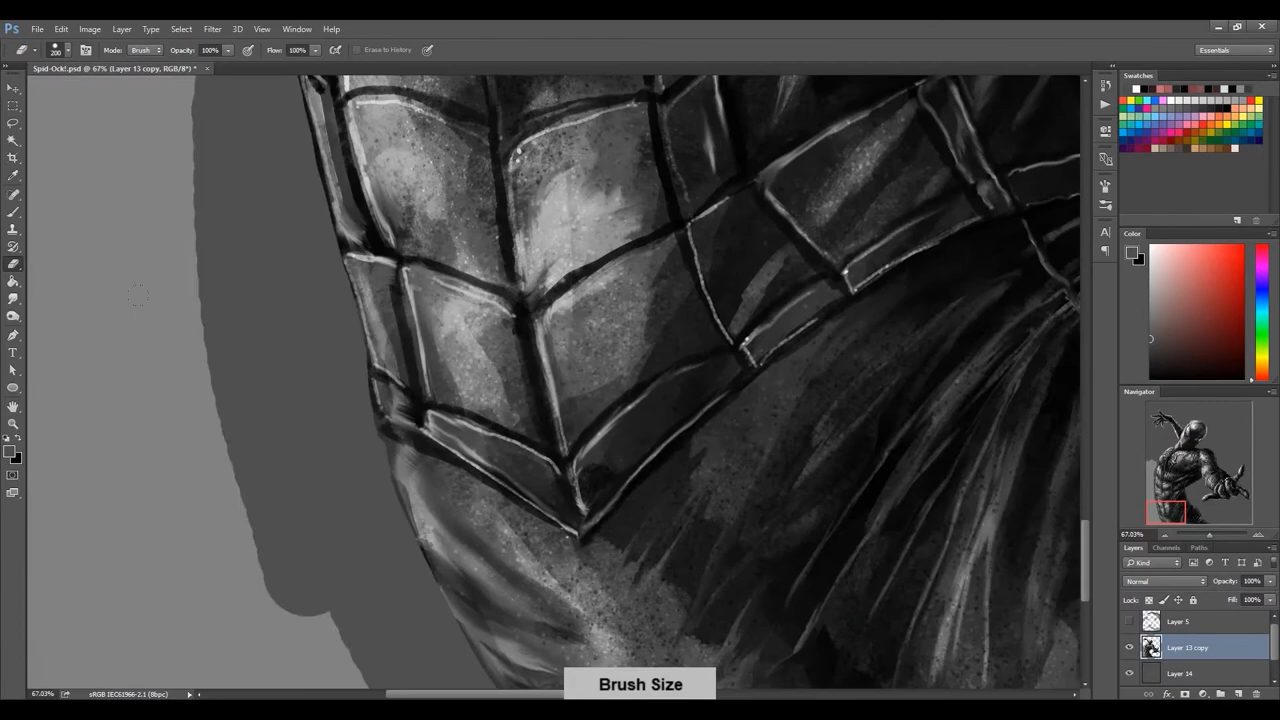 Ps File Edit Image Layer Type Select Filter 3D View Window Help
200 Mode: Brush Opacity: 100% Flow: 100% Erase to History Essentials
Spid-Ock!.psd @ 67% (Layer 13 copy, RGB/8*) * ×
Swatches
Color
Navigator
67.03%
Layers Channels Paths
Kind
Normal Opacity: 100%
Lock: Fill: 100%
Layer 5
Layer 13 copy
Layer 14
Brush Size
67.03% sRGB IEC61966-2.1 (8bpc)